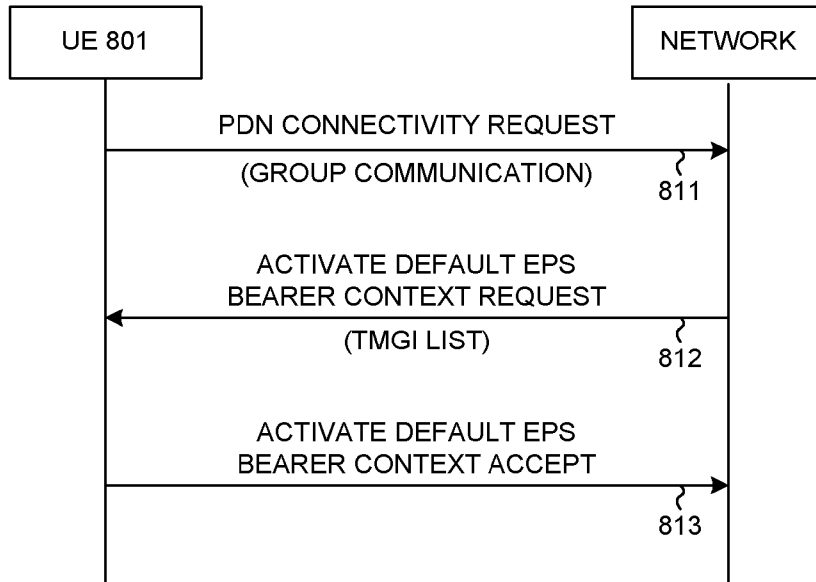 UE 801
NETWORK
PDN CONNECTIVITY REQUEST
(GROUP COMMUNICATION)
811
ACTIVATE DEFAULT EPS
BEARER CONTEXT REQUEST
(TMGI LIST)
812
ACTIVATE DEFAULT EPS
BEARER CONTEXT ACCEPT
813